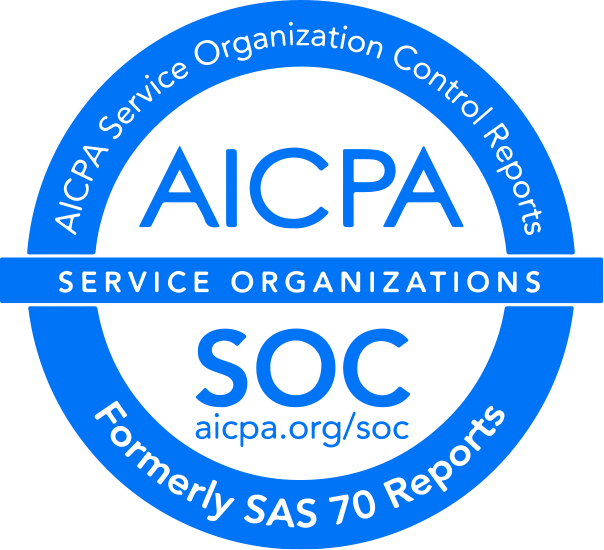 AICPA Service Organization Control Reports
AICPA
SERVICE ORGANIZATIONS
SOC
aicpa.org/soc
Formerly SAS 70 Reports